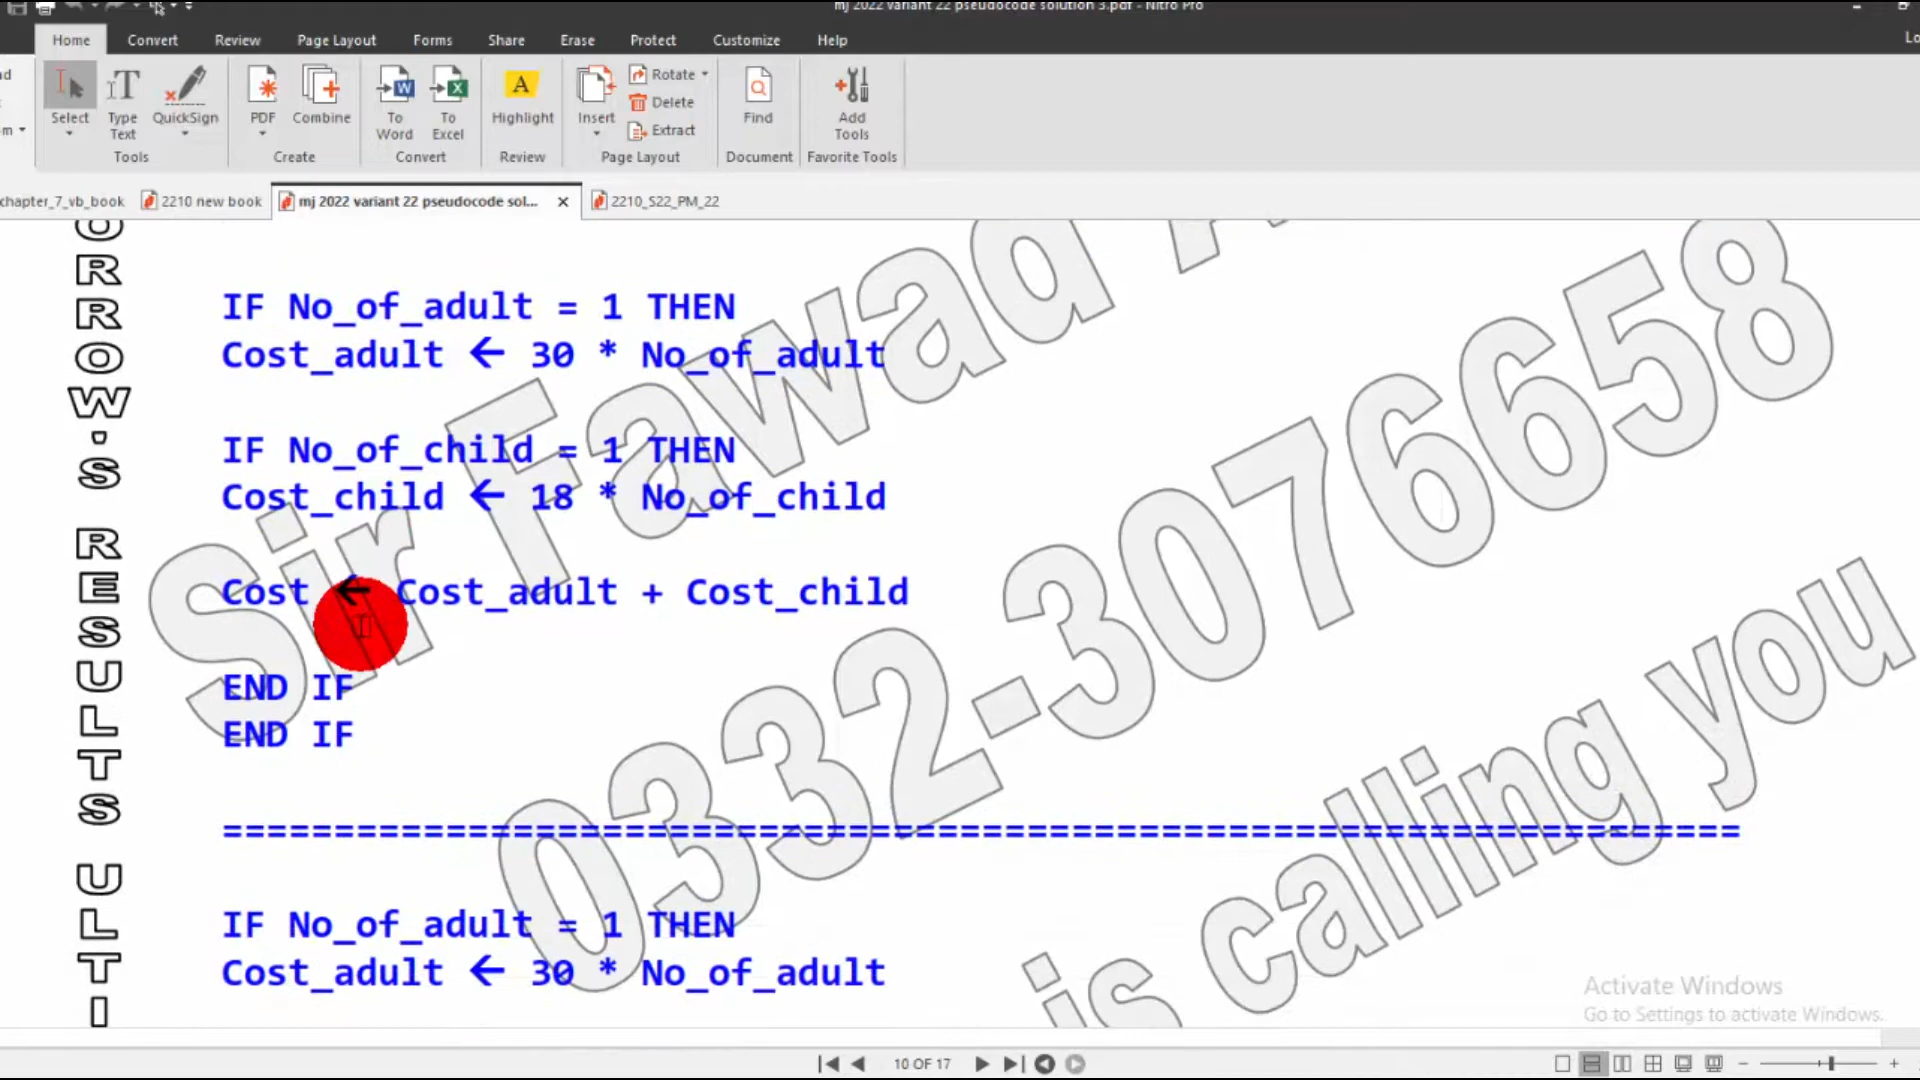 mj 2022 variant 22 pseudocode solution 3.pdf - Nitro Pro
Home Convert Review Page Layout Forms Share Erase Protect Customize Help
Select
Type Text
QuickSign
Tools
PDF
Combine
Create
To Word
To Excel
Convert
A
Highlight
Review
Insert
Rotate
Delete
Extract
Page Layout
Find
Document
Add Tools
Favorite Tools
chapter_7_vb_book
2210 new book
mj 2022 variant 22 pseudocode sol...
2210_S22_PM_22
ORROW'S RESULTS ULTI
IF No_of_adult = 1 THEN
Cost_adult ← 30 * No_of_adult
IF No_of_child = 1 THEN
Cost_child ← 18 * No_of_child
Cost ← Cost_adult + Cost_child
END IF
END IF
====================================================================
IF No_of_adult = 1 THEN
Cost_adult ← 30 * No_of_adult
Sir Fawad
0332-3076658
is calling you
Activate Windows
Go to Settings to activate Windows.
10 OF 17